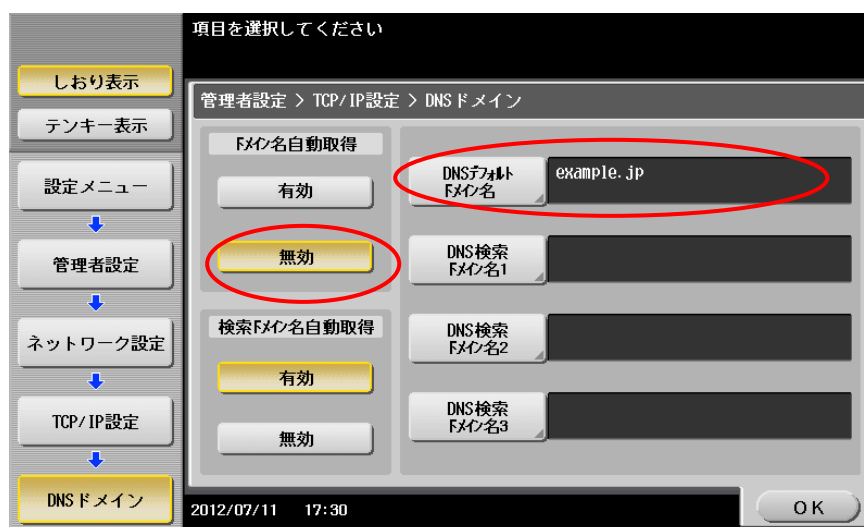 項目を選択してください
しおり表示
テンキー表示
設定メニュー
管理者設定
ネットワーク設定
TCP/IP設定
DNSドメイン
管理者設定 > TCP/IP設定 > DNSドメイン
ドメイン名自動取得
有効
無効
検索ドメイン名自動取得
有効
無効
DNSデフォルト
ドメイン名
example.jp
DNS検索
ドメイン名1
DNS検索
ドメイン名2
DNS検索
ドメイン名3
2012/07/11 17:30
OK